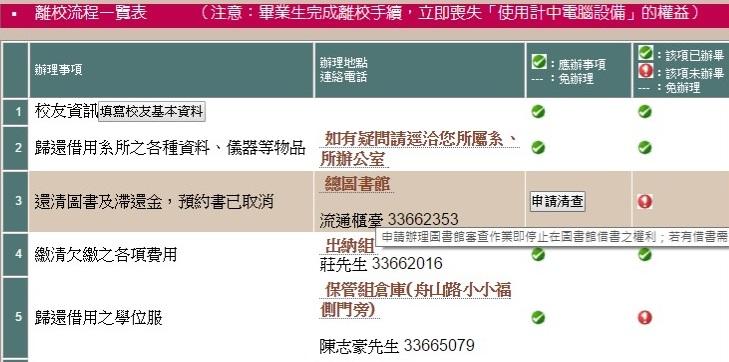 離校流程一覽表 (注意：畢業生完成離校手續，立即喪失「使用計中電腦設備」的權益)
辦理事項
辦理地點
連絡電話
：應辦事項
--- ：免辦理
：該項已辦畢
：該項未辦畢
--- ：免辦理
1 校友資訊 填寫校友基本資料
2 歸還借用系所之各種資料、儀器等物品
如有疑問請逕洽您所屬系、
所辦公室
3 還清圖書及滯還金，預約書已取消
總圖書館
流通櫃臺 33662353
申請清查
申請辦理圖書館審查作業即停止在圖書館借書之權利；若有借書需
4 繳清欠繳之各項費用
出納組
莊先生 33662016
5 歸還借用之學位服
保管組倉庫(舟山路小小福
側門旁)
陳志豪先生 33665079